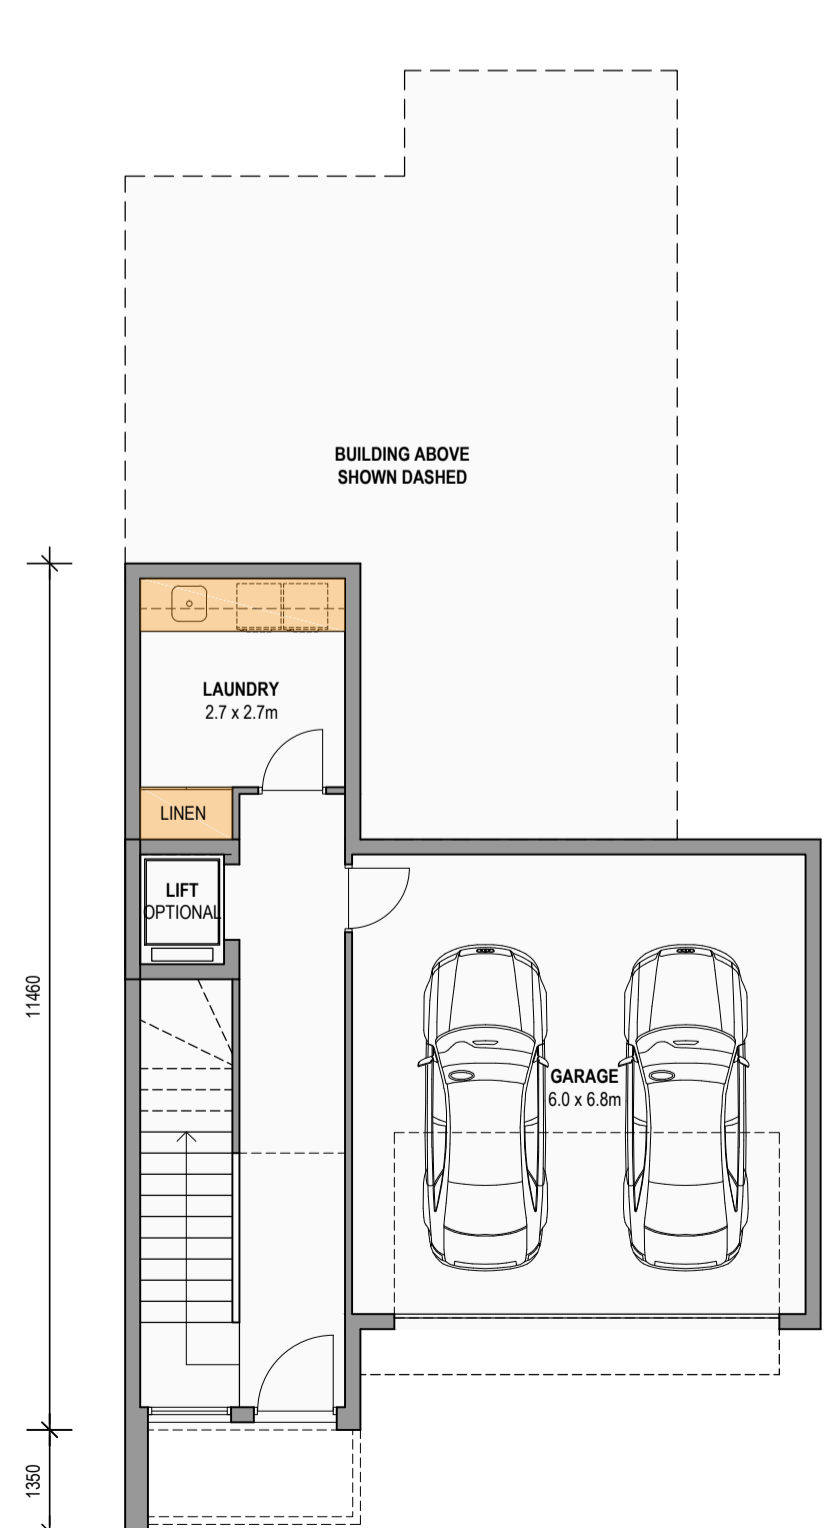 BUILDING ABOVE
SHOWN DASHED
LAUNDRY
2.7 x 2.7m
LINEN
LIFT
OPTIONAL
11460
GARAGE
6.0 x 6.8m
1350